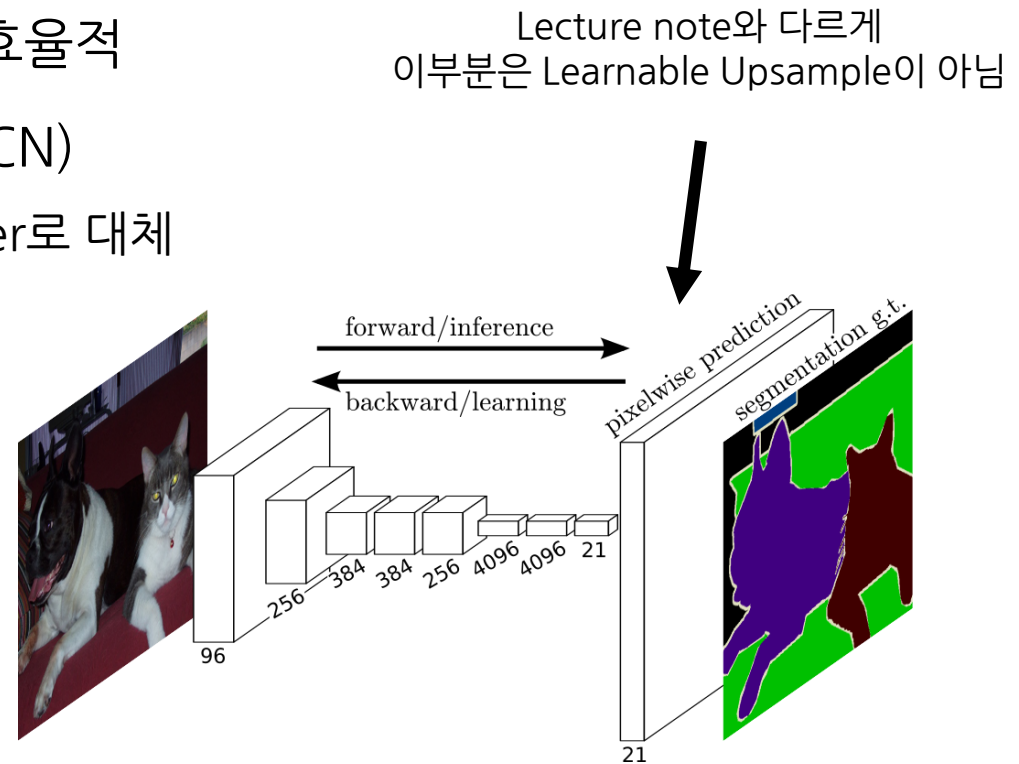 효율적
CN)
er로 대체
Lecture note와 다르게
이부분은 Learnable Upsample이 아님
forward/inference
backward/learning
pixelwise prediction
segmentation g.t.
96
256
384
384
256
4096
4096
21
21